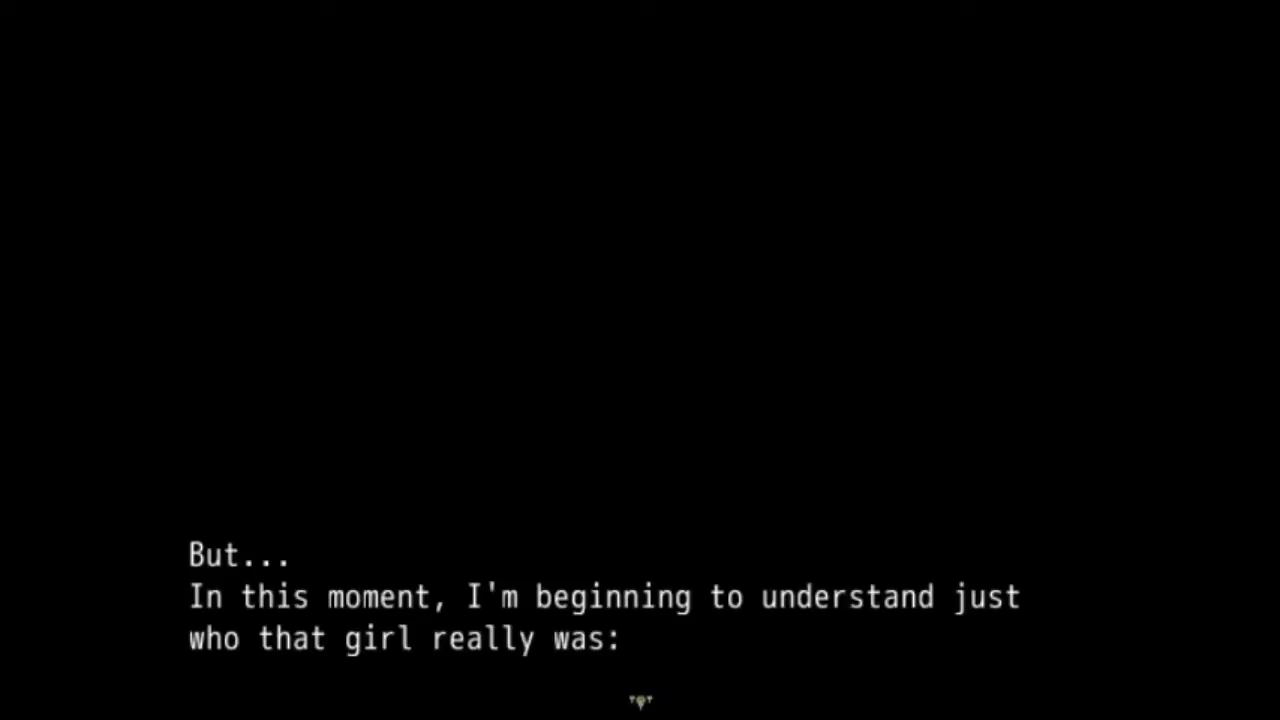 But...
In this moment, I'm beginning to understand just
who that girl really was: